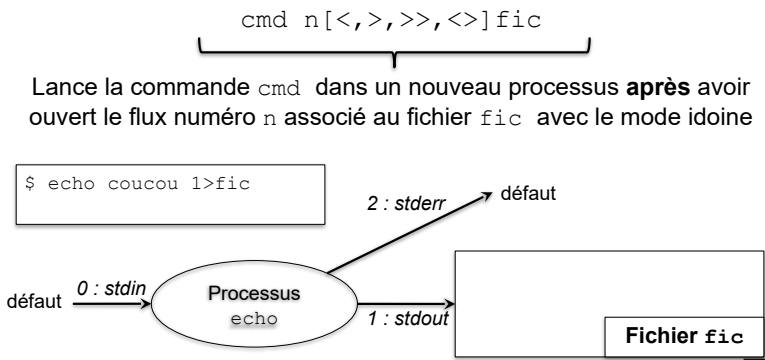 cmd n[<,>,>>,<>]fic
Lance la commande cmd dans un nouveau processus après avoir
ouvert le flux numéro n associé au fichier fic avec le mode idoine
$ echo coucou 1>fic
2 : stderr
défaut
défaut
0 : stdin
Processus
echo
1 : stdout
Fichier fic